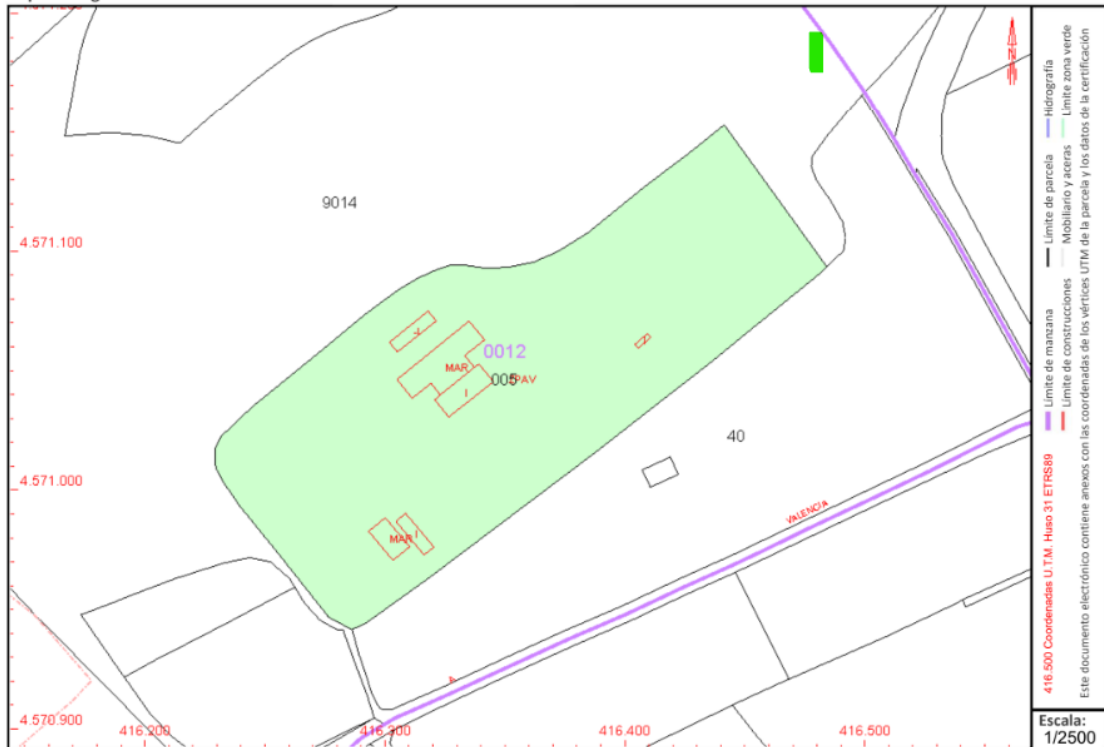 9014
4.571.100
0012
V
MAR
005
PAV
I
40
4.571.000
MAR
I
VALENCIA
A
4.570.900
416.200
416.300
416.400
416.500
Límite de manzana
Límite de parcela
Hidrografía
Límite de construcciones
Mobiliario y aceras
Límite zona verde
416.500 Coordenadas U.T.M. Huso 31 ETRS89
Este documento electrónico contiene anexos con las coordenadas de los vértices UTM de la parcela y los datos de la certificación
Escala:
1/2500